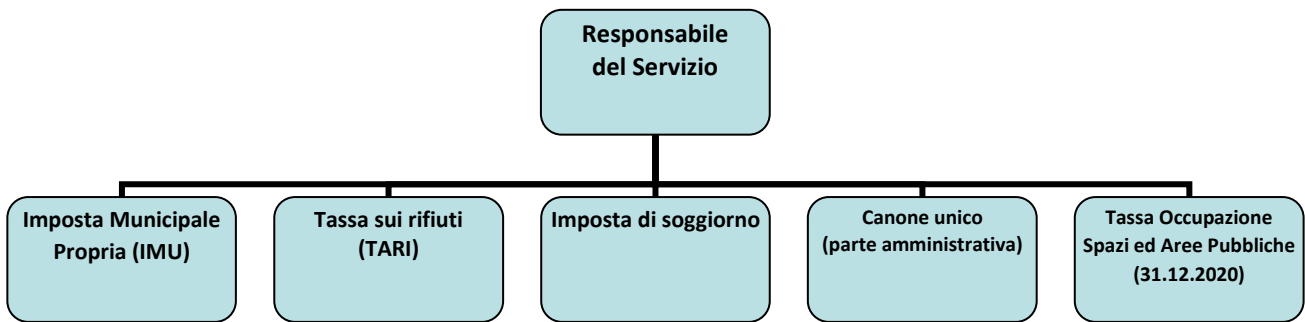 Responsabile
del Servizio
Imposta Municipale
Propria (IMU)
Tassa sui rifiuti
(TARI)
Imposta di soggiorno
Canone unico
(parte amministrativa)
Tassa Occupazione
Spazi ed Aree Pubbliche
(31.12.2020)